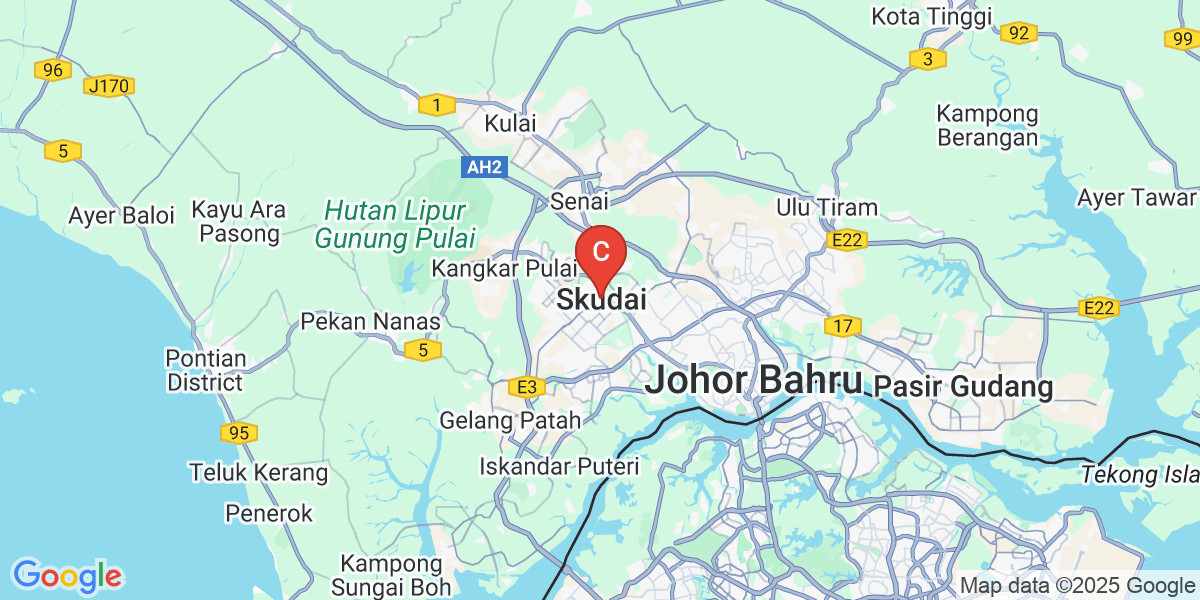 Kota Tinggi
92
99
3
96
J170
1
Kulai
Kampong
Berangan
5
AH2
Ayer Baloi
Kayu Ara
Pasong
Hutan Lipur
Gunung Pulai
Senai
Ulu Tiram
Ayer Tawar
E22
C
Kangkar Pulai
Skudai
E22
Pekan Nanas
5
17
Pontian
District
E3
Johor Bahru
Pasir Gudang
95
Gelang Patah
Teluk Kerang
Iskandar Puteri
Tekong Isla
Penerok
Kampong
Sungai Boh
Google
Map data ©2025 Google